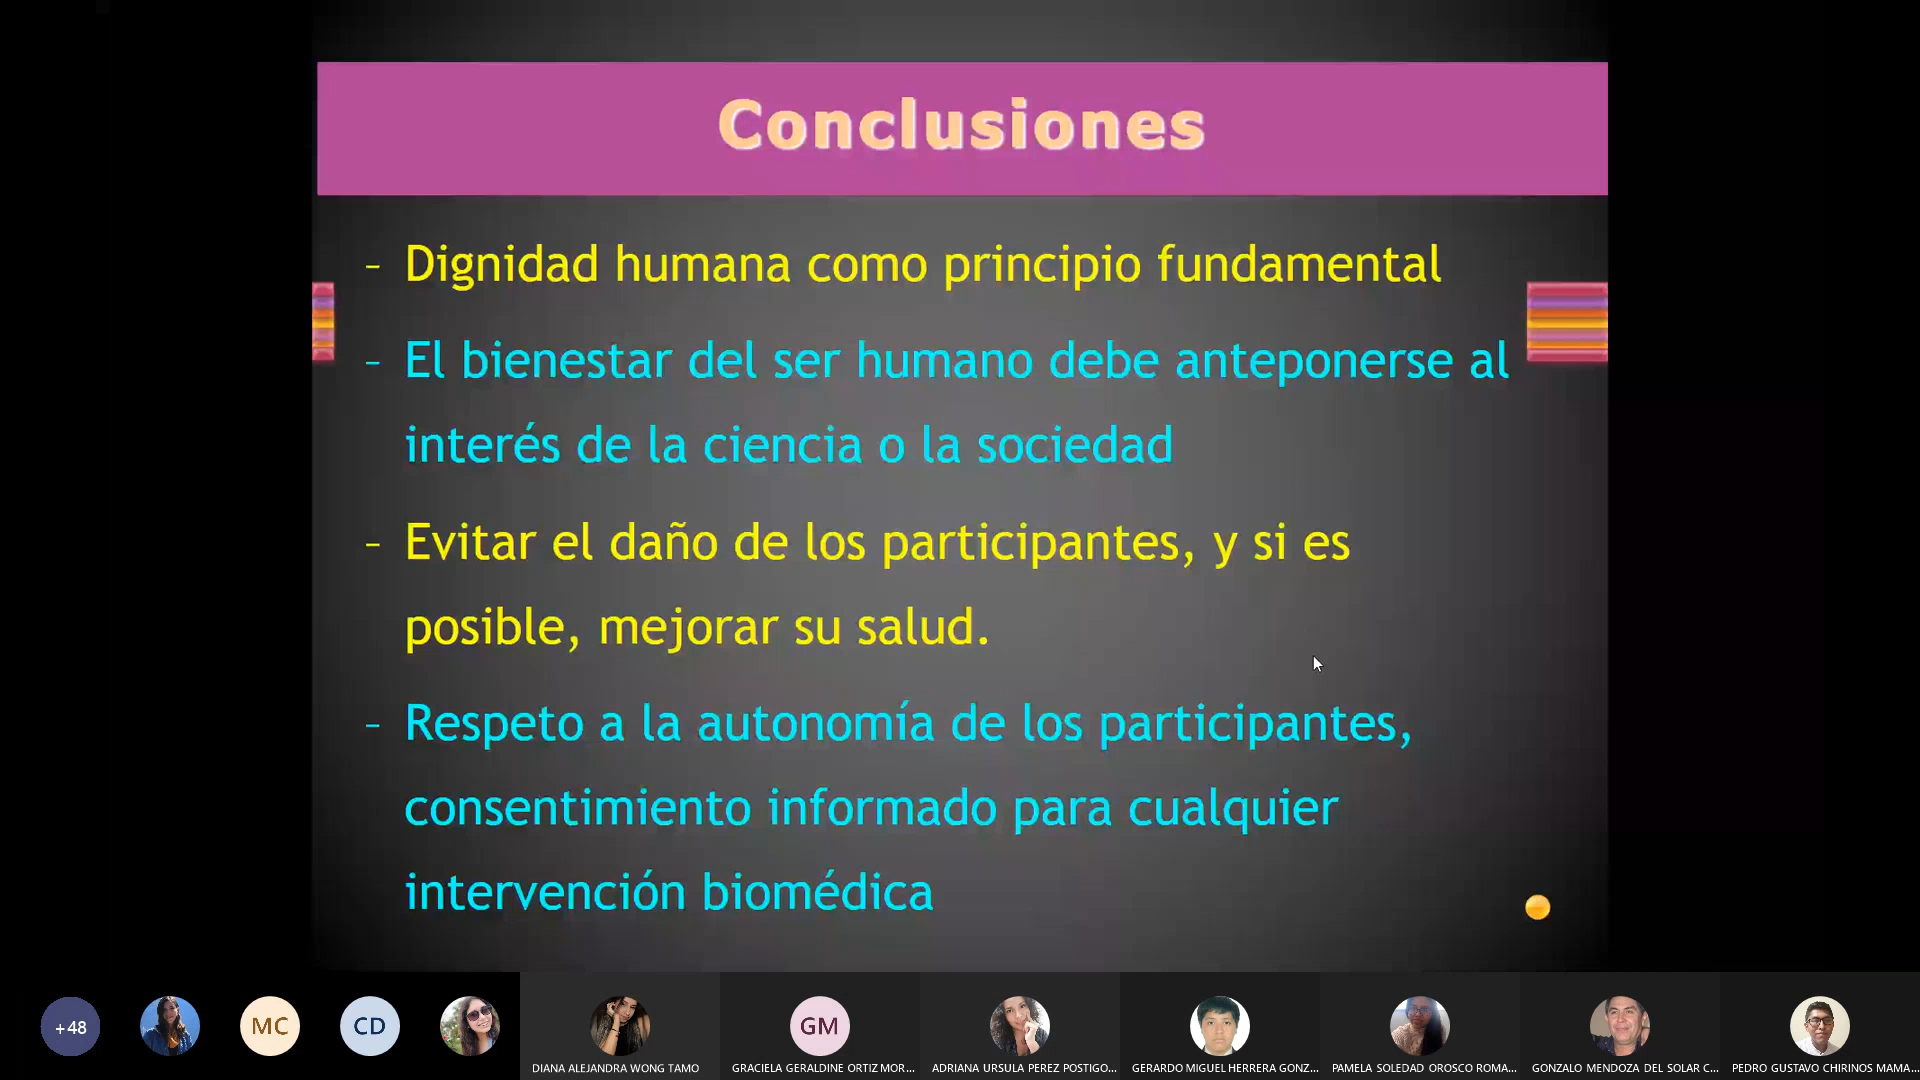 Conclusiones
– Dignidad humana como principio fundamental
– El bienestar del ser humano debe anteponerse al
interés de la ciencia o la sociedad
– Evitar el daño de los participantes, y si es
posible, mejorar su salud.
– Respeto a la autonomía de los participantes,
consentimiento informado para cualquier
intervención biomédica
+48
MC
CD
GM
DIANA ALEJANDRA WONG TAMO
GRACIELA GERALDINE ORTIZ MOR...
ADRIANA URSULA PEREZ POSTIGO...
GERARDO MIGUEL HERRERA GONZ...
PAMELA SOLEDAD OROSCO ROMA...
GONZALO MENDOZA DEL SOLAR C...
PEDRO GUSTAVO CHIRINOS MAMA...